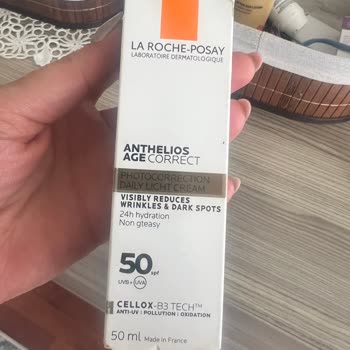 LA ROCHE-POSAY
LABORATOIRE DERMATOLOGIQUE
ANTHELIOS
AGE CORRECT
PHOTOCORRECTION
DAILY LIGHT CREAM
VISIBLY REDUCES
WRINKLES & DARK SPOTS
24h hydration
Non greasy
50 spf
UVB + UVA
CELLOX-B3 TECH™
ANTI-UV | POLLUTION | OXIDATION
50 ml Made in France